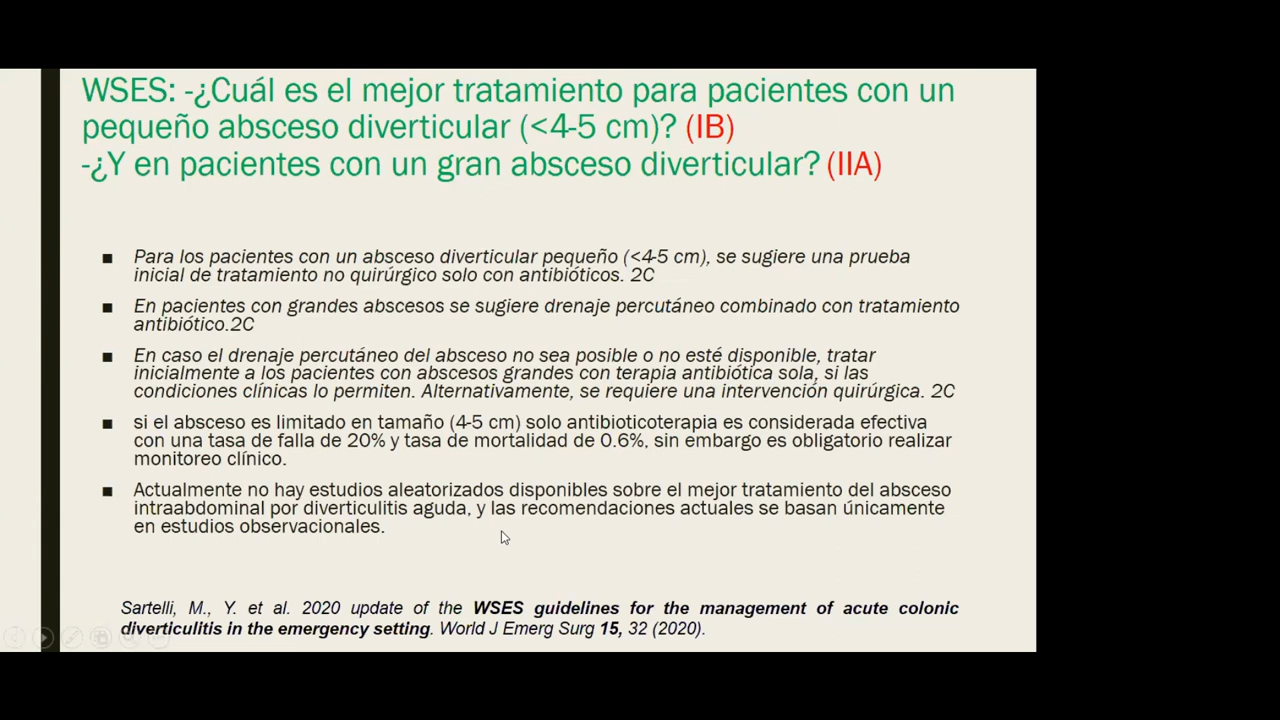 WSES: -¿Cuál es el mejor tratamiento para pacientes con un
pequeño absceso diverticular (<4-5 cm)? (IB)
-¿Y en pacientes con un gran absceso diverticular? (IIA)
■ Para los pacientes con un absceso diverticular pequeño (<4-5 cm), se sugiere una prueba
inicial de tratamiento no quirúrgico solo con antibióticos. 2C
■ En pacientes con grandes abscesos se sugiere drenaje percutáneo combinado con tratamiento
antibiótico.2C
■ En caso el drenaje percutáneo del absceso no sea posible o no esté disponible, tratar
inicialmente a los pacientes con abscesos grandes con terapia antibiótica sola, si las
condiciones clínicas lo permiten. Alternativamente, se requiere una intervención quirúrgica. 2C
■ si el absceso es limitado en tamaño (4-5 cm) solo antibioticoterapia es considerada efectiva
con una tasa de falla de 20% y tasa de mortalidad de 0.6%, sin embargo es obligatorio realizar
monitoreo clínico.
■ Actualmente no hay estudios aleatorizados disponibles sobre el mejor tratamiento del absceso
intraabdominal por diverticulitis aguda, y las recomendaciones actuales se basan únicamente
en estudios observacionales.
Sartelli, M., Y. et al. 2020 update of the WSES guidelines for the management of acute colonic
diverticulitis in the emergency setting. World J Emerg Surg 15, 32 (2020).